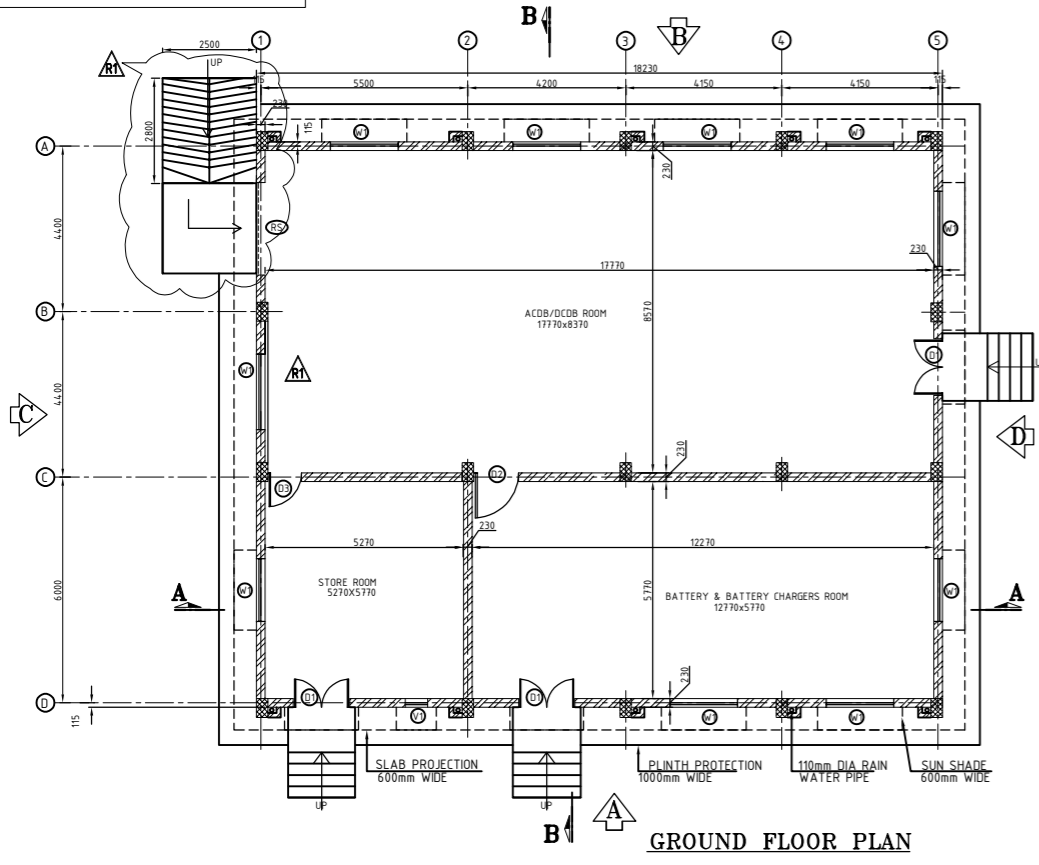 B
B
1
2
3
4
5
2500
UP
R1
18230
115
115
5500
4200
4150
4150
230
115
W1
W1
W1
W1
2800
A
230
4400
RS
W1
17770
230
B
ACDB/DCDB ROOM
17770x8370
8570
D1
W1
R1
4400
C
D
230
C
D3
D2
230
5270
12270
STORE ROOM
5270X5770
5770
BATTERY & BATTERY CHARGERS ROOM
12770x5770
6000
W1
W1
A
A
230
D1
D1
D
115
V1
W1
W1
SLAB PROJECTION
600mm WIDE
PLINTH PROTECTION
1000mm WIDE
110mm DIA RAIN
WATER PIPE
SUN SHADE
600mm WIDE
UP
UP
B
A
GROUND FLOOR PLAN